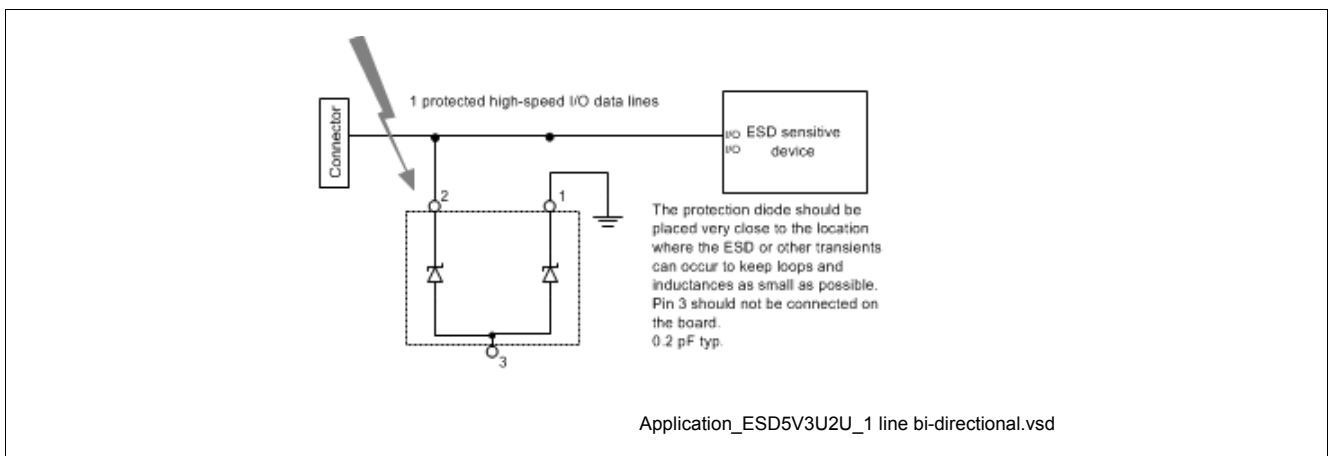 1 protected high-speed I/O data lines
Connector
I/O
I/O
ESD sensitive
device
2
1
3
The protection diode should be
placed very close to the location
where the ESD or other transients
can occur to keep loops and
inductances as small as possible.
Pin 3 should not be connected on
the board.
0.2 pF typ.
Application_ESD5V3U2U_1 line bi-directional.vsd